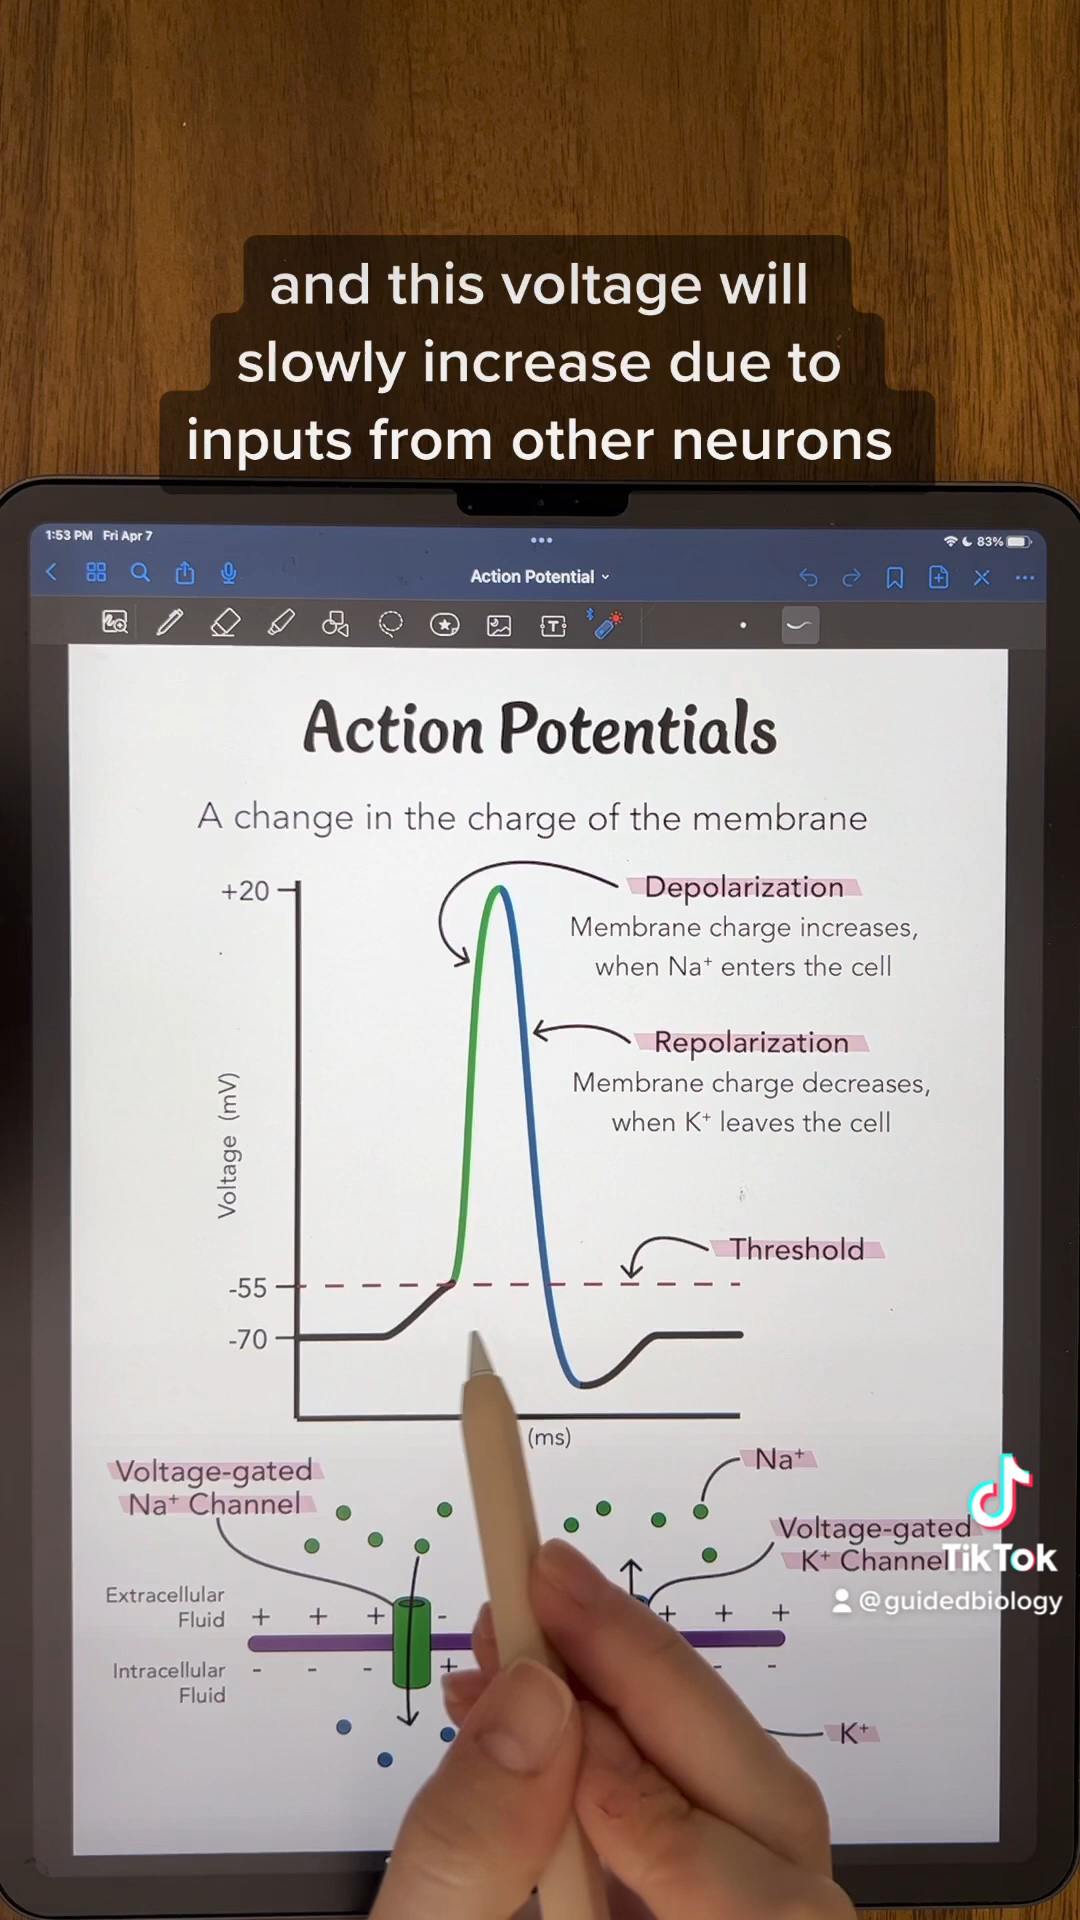 and this voltage will
slowly increase due to
inputs from other neurons
1:53 PM Fri Apr 7
83%
Action Potential
Action Potentials
A change in the charge of the membrane
+20
Depolarization
Membrane charge increases,
when Na⁺ enters the cell
Repolarization
Membrane charge decreases,
when K⁺ leaves the cell
Voltage (mV)
Threshold
-55
-70
(ms)
Voltage-gated
Na⁺ Channel
Na⁺
Voltage-gated
K⁺ Channel
TikTok
@guidedbiology
Extracellular
Fluid
+ + + - + + +
Intracellular
Fluid
- - - + - -
K⁺